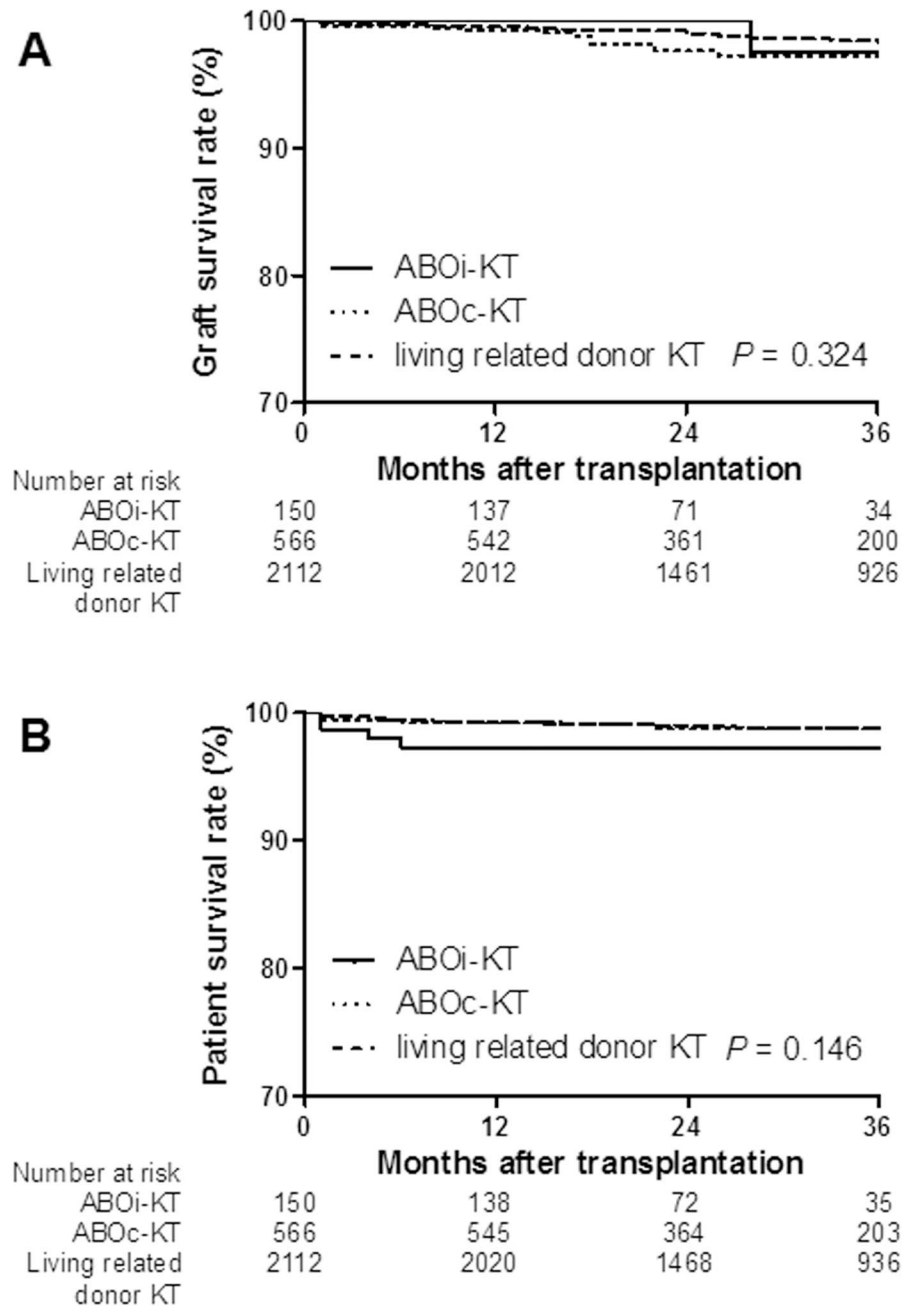 A
Graft survival rate (%)
100
90
80
70
ABOi-KT
ABOc-KT
living related donor KT P = 0.324
0 12 24 36
Months after transplantation
Number at risk
ABOi-KT 150 137 71 34
ABOc-KT 566 542 361 200
Living related 2112 2012 1461 926
donor KT
B
Patient survival rate (%)
100
90
80
70
ABOi-KT
ABOc-KT
living related donor KT P = 0.146
0 12 24 36
Months after transplantation
Number at risk
ABOi-KT 150 138 72 35
ABOc-KT 566 545 364 203
Living related 2112 2020 1468 936
donor KT